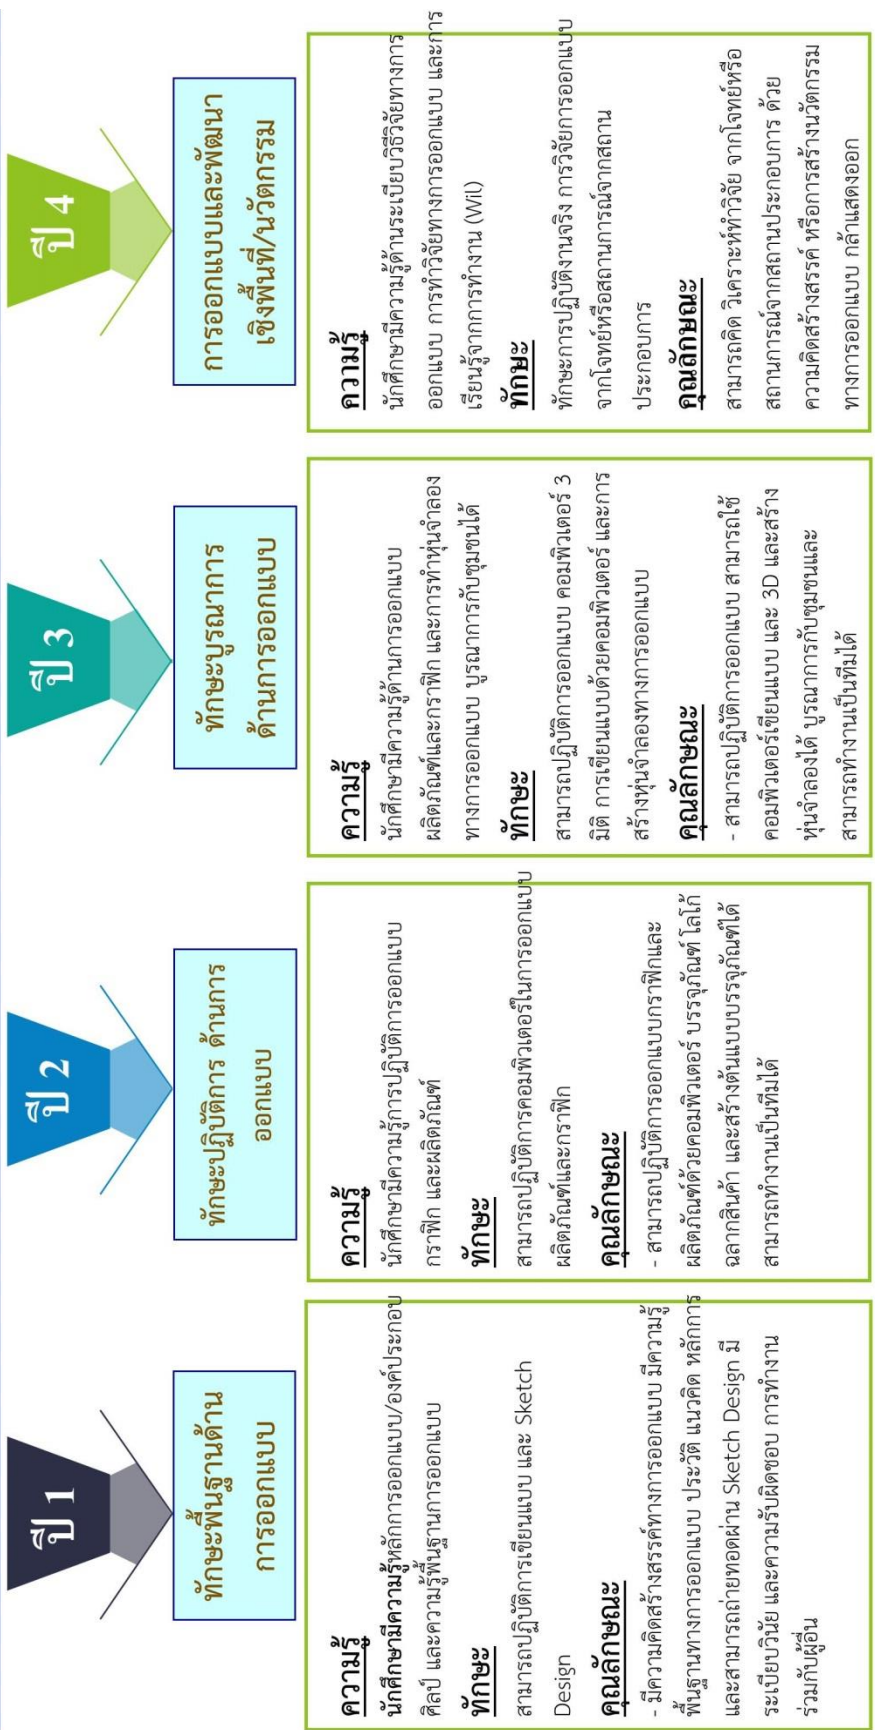 ปี 1
ทักษะพื้นฐานด้าน
การออกแบบ
ความรู้
นักศึกษามีความรู้หลักการออกแบบ/องค์ประกอบ
ศิลป์ และความรู้พื้นฐานการออกแบบ
ทักษะ
สามารถปฏิบัติการเขียนแบบ และ Sketch
Design
คุณลักษณะ
- มีความคิดสร้างสรรค์ทางการออกแบบ มีความรู้
พื้นฐานทางการออกแบบ ประวัติ แนวคิด หลักการ
และสามารถถ่ายทอดผ่าน Sketch Design มี
ระเบียบวินัย และความรับผิดชอบ การทำงาน
ร่วมกับผู้อื่น
ปี 2
ทักษะปฏิบัติการ ด้านการ
ออกแบบ
ความรู้
นักศึกษามีความรู้การปฏิบัติการออกแบบ
กราฟิก และผลิตภัณฑ์
ทักษะ
สามารถปฏิบัติการคอมพิวเตอร์ในการออกแบบ
ผลิตภัณฑ์และกราฟิก
คุณลักษณะ
- สามารถปฏิบัติการออกแบบกราฟิกและ
ผลิตภัณฑ์ด้วยคอมพิวเตอร์ บรรจุภัณฑ์ โลโก้
ฉลากสินค้า และสร้างต้นแบบบรรจุภัณฑ์ได้
สามารถทำงานเป็นทีมได้
ปี 3
ทักษะบูรณาการ
ด้านการออกแบบ
ความรู้
นักศึกษามีความรู้ด้านการออกแบบ
ผลิตภัณฑ์และกราฟิก และการทำหุ่นจำลอง
ทางการออกแบบ บูรณาการกับชุมชนได้
ทักษะ
สามารถปฏิบัติการออกแบบ คอมพิวเตอร์ 3
มิติ การเขียนแบบด้วยคอมพิวเตอร์ และการ
สร้างหุ่นจำลองทางการออกแบบ
คุณลักษณะ
- สามารถปฏิบัติการออกแบบ สามารถใช้
คอมพิวเตอร์เขียนแบบ และ 3D และสร้าง
หุ่นจำลองได้ บูรณาการกับชุมชนและ
สามารถทำงานเป็นทีมได้
ปี 4
การออกแบบและพัฒนา
เชิงพื้นที่/นวัตกรรม
ความรู้
นักศึกษามีความรู้ด้านระเบียบวิธีวิจัยทางการ
ออกแบบ การทำวิจัยทางการออกแบบ และการ
เรียนรู้จากการทำงาน (Wil)
ทักษะ
ทักษะการปฏิบัติงานจริง การวิจัยการออกแบบ
จากโจทย์หรือสถานการณ์จากสถาน
ประกอบการ
คุณลักษณะ
สามารถคิด วิเคราะห์ทำวิจัย จากโจทย์หรือ
สถานการณ์จากสถานประกอบการ ด้วย
ความคิดสร้างสรรค์ หรือการสร้างนวัตกรรม
ทางการออกแบบ กล้าแสดงออก